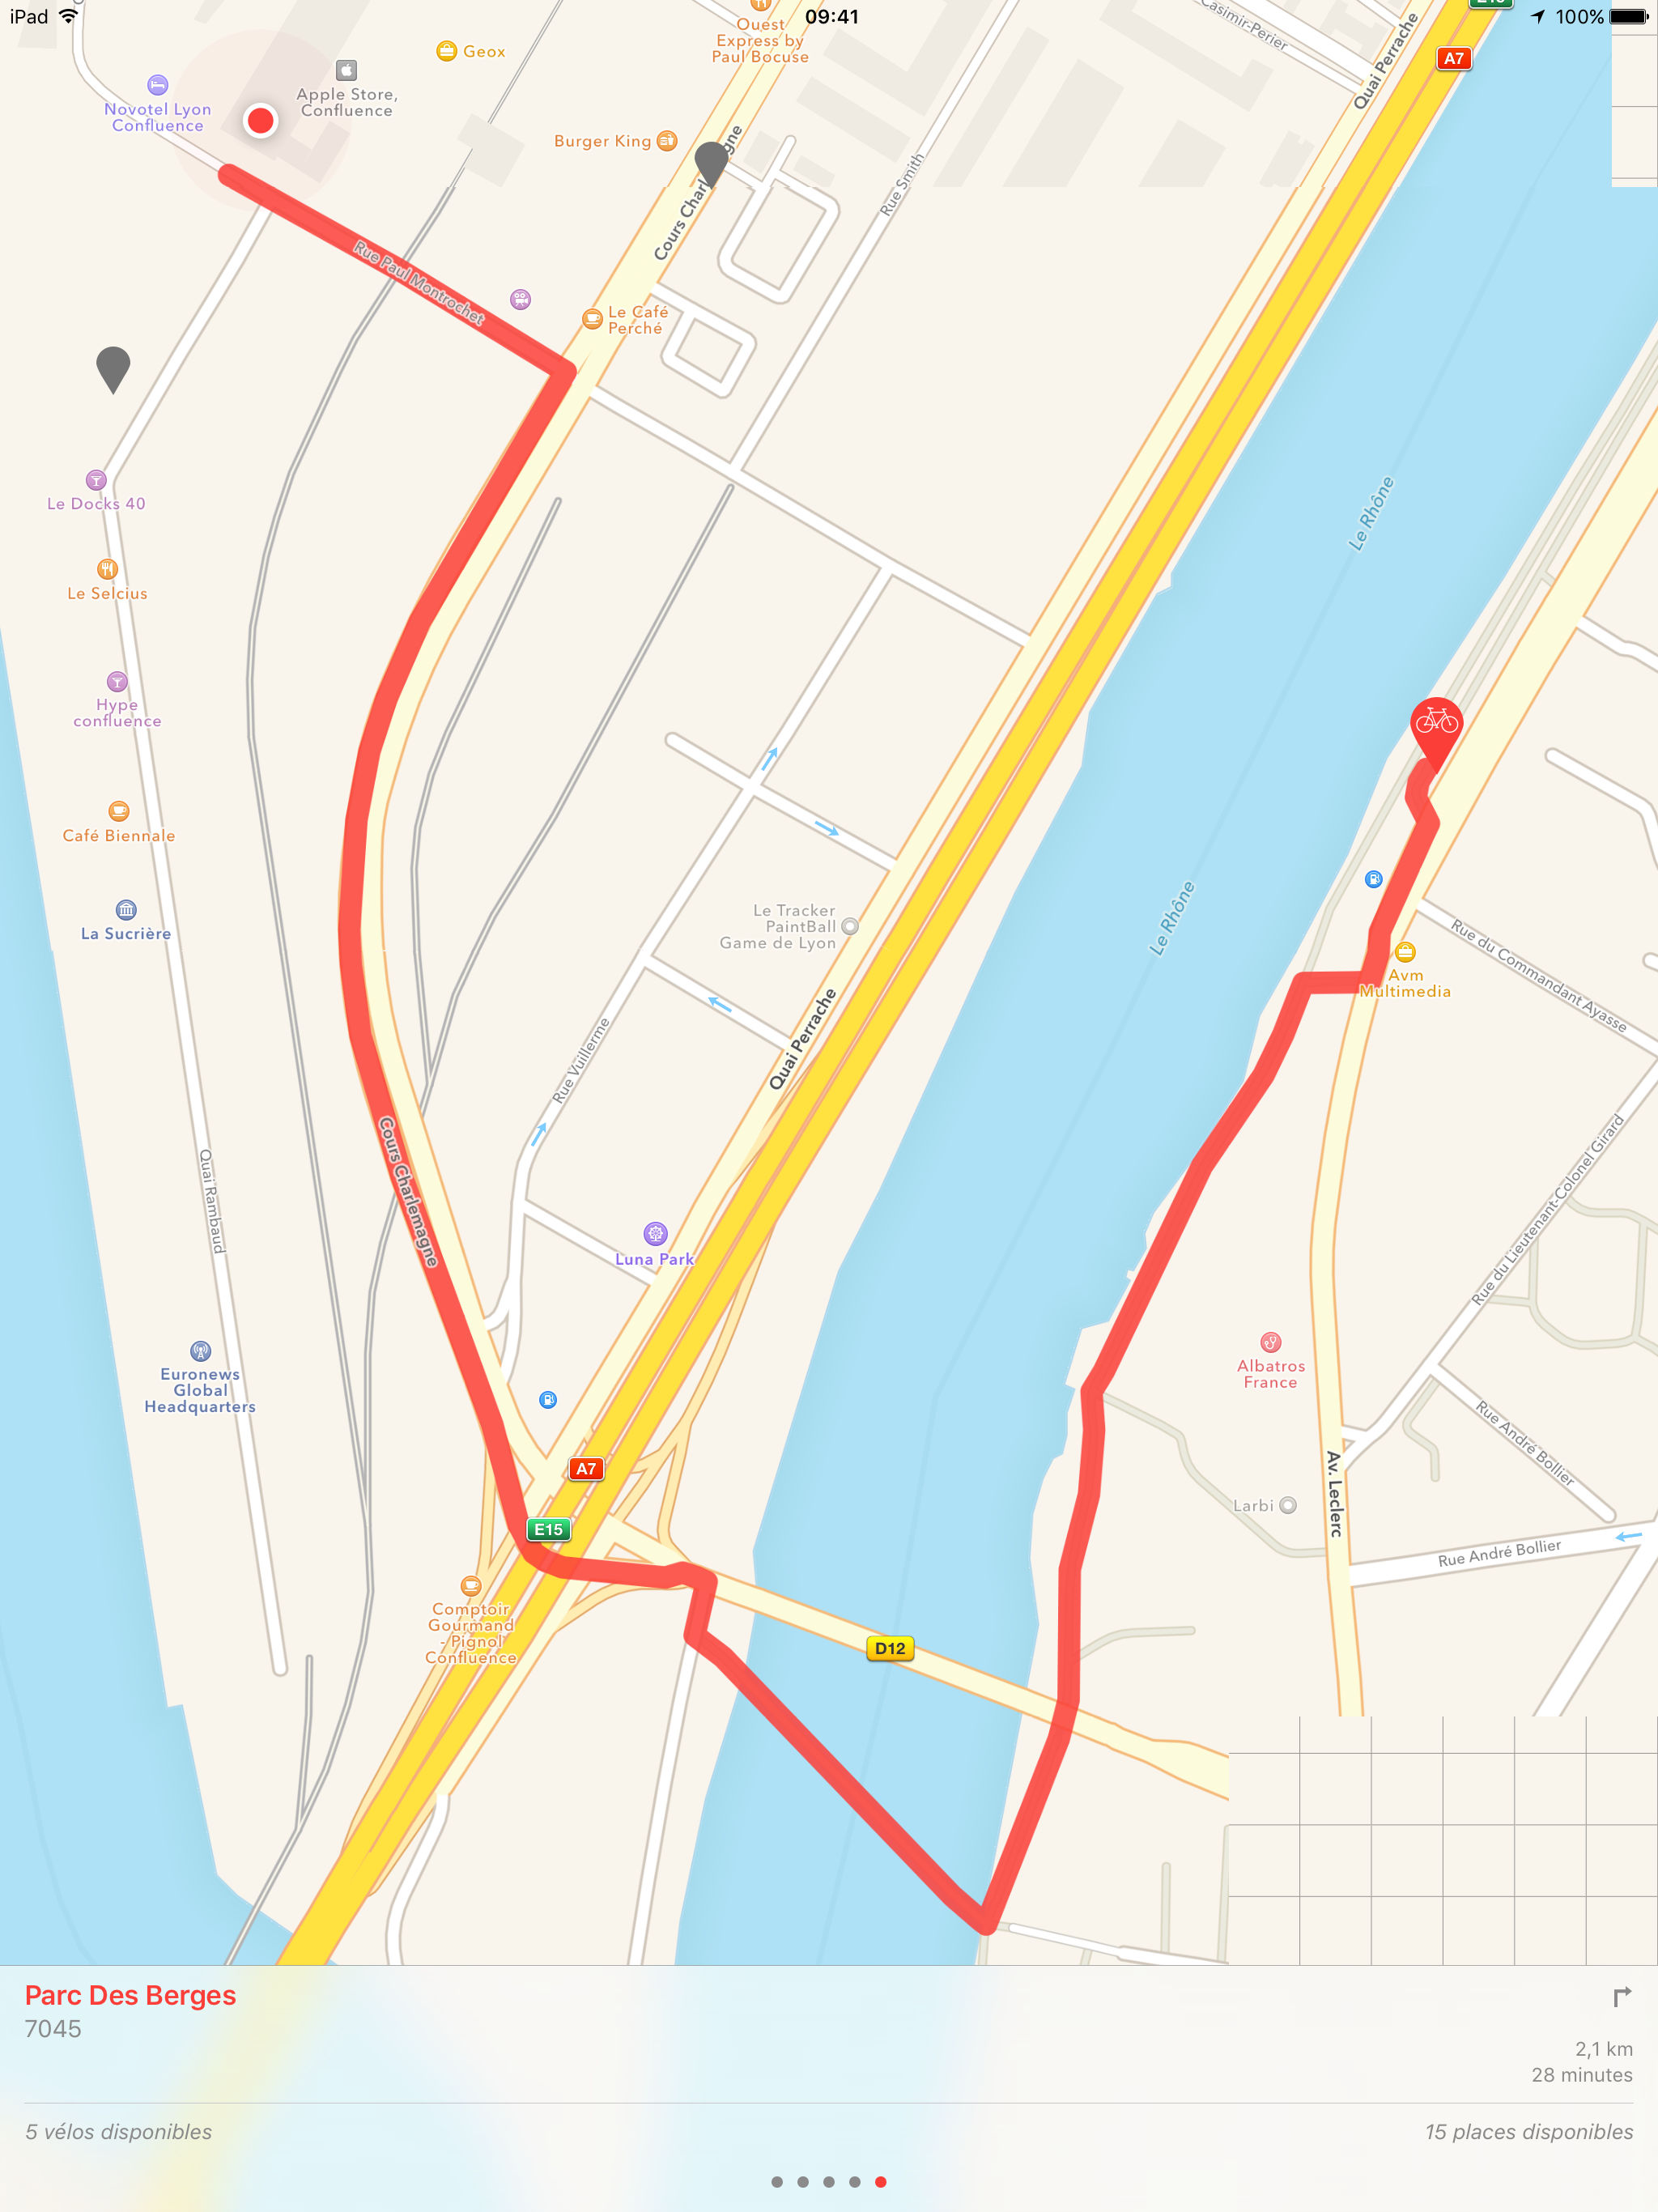 iPad
09:41
100%
E15
A7
Casimir-Perier
Quai Perrache
Ouest
Express by
Paul Bocuse
Geox
Apple Store,
Confluence
Novotel Lyon
Confluence
Burger King
Rue Smith
Rue Paul Montrochet
Le Café
Perché
Le Docks 40
Le Rhône
Le Selcius
Hype
confluence
Café Biennale
La Sucrière
Le Tracker
PaintBall
Game de Lyon
Le Rhône
Rue du Commandant Ayasse
Avm
Multimedia
Quai Perrache
Rue Vuillerme
Cours Charlemagne
Quai Rambaud
Rue du Lieutenant-Colonel Girard
Luna Park
Euronews
Global
Headquarters
Albatros
France
Rue André Bollier
Av. Leclerc
Larbi
A7
E15
Rue André Bollier
Comptoir
Gourmand
- Pignol
Confluence
D12
Parc Des Berges
7045
2,1 km
28 minutes
5 vélos disponibles
15 places disponibles